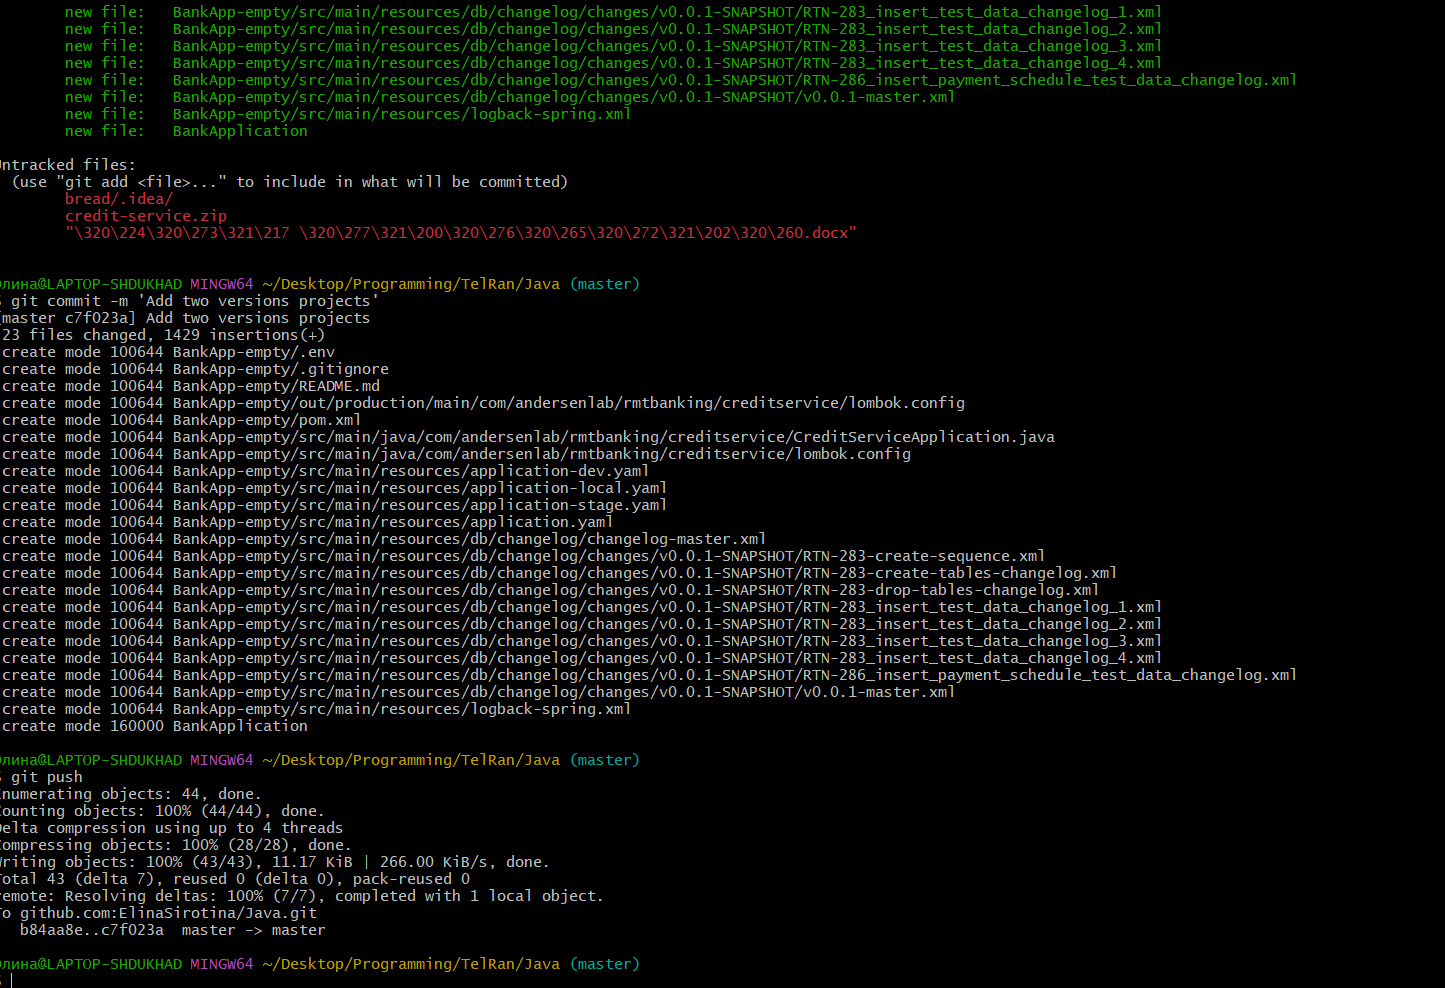 new file:   BankApp-empty/src/main/resources/db/changelog/changes/v0.0.1-SNAPSHOT/RTN-283_insert_test_data_changelog_1.xml
new file:   BankApp-empty/src/main/resources/db/changelog/changes/v0.0.1-SNAPSHOT/RTN-283_insert_test_data_changelog_2.xml
new file:   BankApp-empty/src/main/resources/db/changelog/changes/v0.0.1-SNAPSHOT/RTN-283_insert_test_data_changelog_3.xml
new file:   BankApp-empty/src/main/resources/db/changelog/changes/v0.0.1-SNAPSHOT/RTN-283_insert_test_data_changelog_4.xml
new file:   BankApp-empty/src/main/resources/db/changelog/changes/v0.0.1-SNAPSHOT/RTN-286_insert_payment_schedule_test_data_changelog.xml
new file:   BankApp-empty/src/main/resources/db/changelog/changes/v0.0.1-SNAPSHOT/v0.0.1-master.xml
new file:   BankApp-empty/src/main/resources/logback-spring.xml
new file:   BankApplication
Untracked files:
(use "git add <file>..." to include in what will be committed)
bread/.idea/
credit-service.zip
"\320\224\320\273\321\217 \320\277\321\200\320\276\320\265\320\272\321\202\320\260.docx"
Элина@LAPTOP-SHDUKHAD MINGW64 ~/Desktop/Programming/TelRan/Java (master)
$ git commit -m 'Add two versions projects'
[master c7f023a] Add two versions projects
23 files changed, 1429 insertions(+)
create mode 100644 BankApp-empty/.env
create mode 100644 BankApp-empty/.gitignore
create mode 100644 BankApp-empty/README.md
create mode 100644 BankApp-empty/out/production/main/com/andersenlab/rmtbanking/creditservice/lombok.config
create mode 100644 BankApp-empty/pom.xml
create mode 100644 BankApp-empty/src/main/java/com/andersenlab/rmtbanking/creditservice/CreditServiceApplication.java
create mode 100644 BankApp-empty/src/main/java/com/andersenlab/rmtbanking/creditservice/lombok.config
create mode 100644 BankApp-empty/src/main/resources/application-dev.yaml
create mode 100644 BankApp-empty/src/main/resources/application-local.yaml
create mode 100644 BankApp-empty/src/main/resources/application-stage.yaml
create mode 100644 BankApp-empty/src/main/resources/application.yaml
create mode 100644 BankApp-empty/src/main/resources/db/changelog/changelog-master.xml
create mode 100644 BankApp-empty/src/main/resources/db/changelog/changes/v0.0.1-SNAPSHOT/RTN-283-create-sequence.xml
create mode 100644 BankApp-empty/src/main/resources/db/changelog/changes/v0.0.1-SNAPSHOT/RTN-283-create-tables-changelog.xml
create mode 100644 BankApp-empty/src/main/resources/db/changelog/changes/v0.0.1-SNAPSHOT/RTN-283-drop-tables-changelog.xml
create mode 100644 BankApp-empty/src/main/resources/db/changelog/changes/v0.0.1-SNAPSHOT/RTN-283_insert_test_data_changelog_1.xml
create mode 100644 BankApp-empty/src/main/resources/db/changelog/changes/v0.0.1-SNAPSHOT/RTN-283_insert_test_data_changelog_2.xml
create mode 100644 BankApp-empty/src/main/resources/db/changelog/changes/v0.0.1-SNAPSHOT/RTN-283_insert_test_data_changelog_3.xml
create mode 100644 BankApp-empty/src/main/resources/db/changelog/changes/v0.0.1-SNAPSHOT/RTN-283_insert_test_data_changelog_4.xml
create mode 100644 BankApp-empty/src/main/resources/db/changelog/changes/v0.0.1-SNAPSHOT/RTN-286_insert_payment_schedule_test_data_changelog.xml
create mode 100644 BankApp-empty/src/main/resources/db/changelog/changes/v0.0.1-SNAPSHOT/v0.0.1-master.xml
create mode 100644 BankApp-empty/src/main/resources/logback-spring.xml
create mode 160000 BankApplication
Элина@LAPTOP-SHDUKHAD MINGW64 ~/Desktop/Programming/TelRan/Java (master)
$ git push
Enumerating objects: 44, done.
Counting objects: 100% (44/44), done.
Delta compression using up to 4 threads
Compressing objects: 100% (28/28), done.
Writing objects: 100% (43/43), 11.17 KiB | 266.00 KiB/s, done.
Total 43 (delta 7), reused 0 (delta 0), pack-reused 0
remote: Resolving deltas: 100% (7/7), completed with 1 local object.
To github.com:ElinaSirotina/Java.git
b84aa8e..c7f023a  master -> master
Элина@LAPTOP-SHDUKHAD MINGW64 ~/Desktop/Programming/TelRan/Java (master)
$